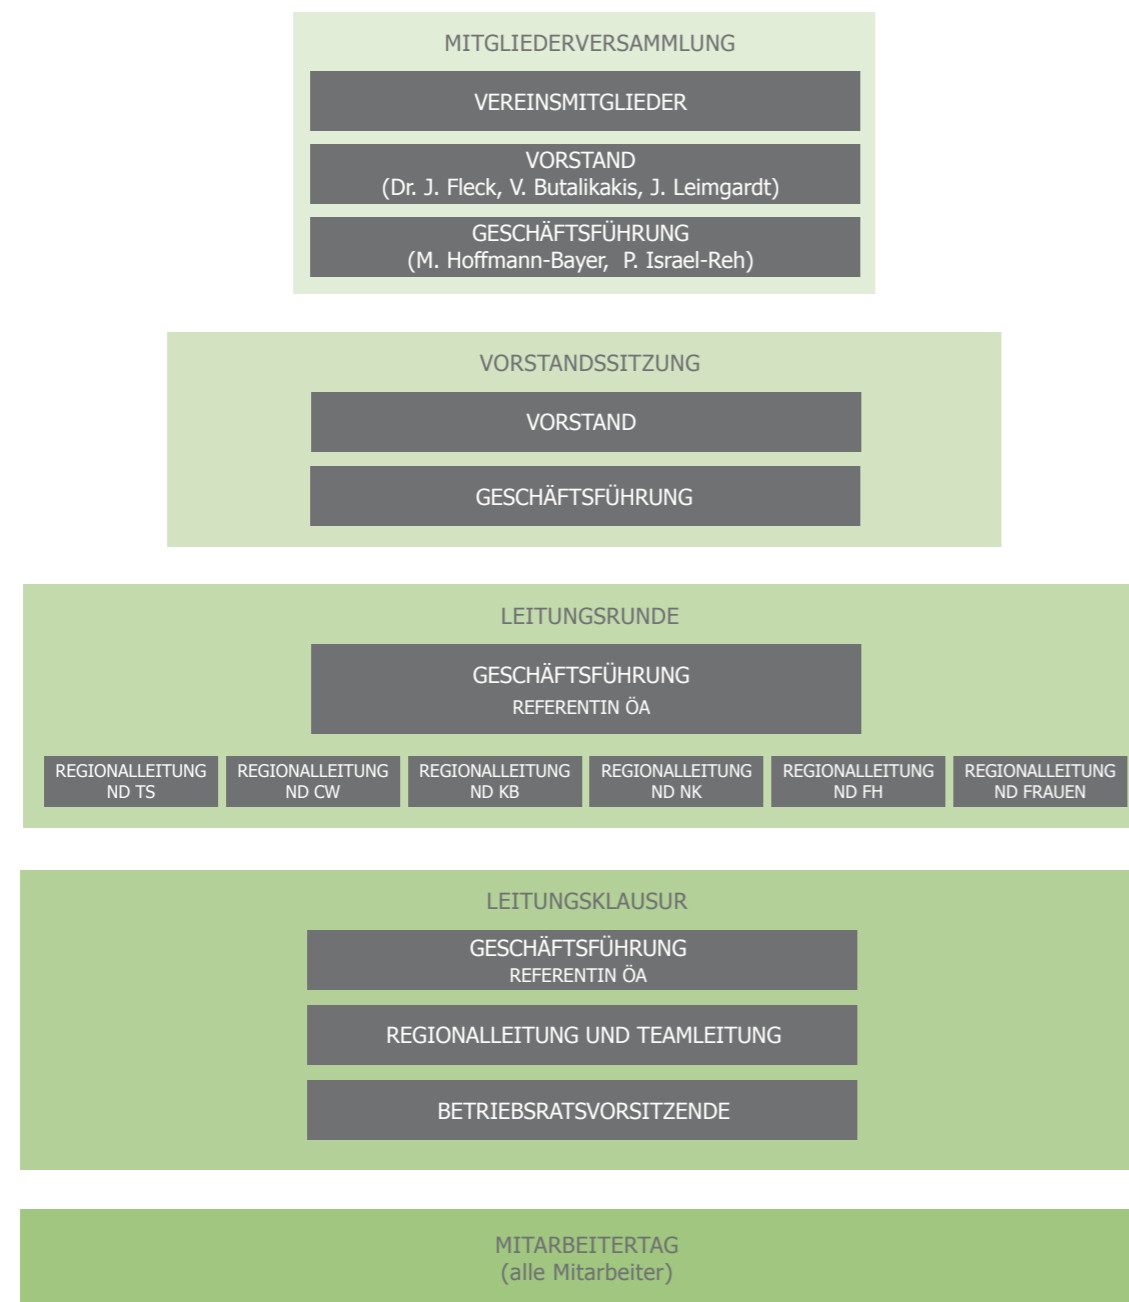 MITGLIEDERVERSAMMLUNG
VEREINSMITGLIEDER
VORSTAND
(Dr. J. Fleck, V. Butalikakis, J. Leimgardt)
GESCHÄFTSFÜHRUNG
(M. Hoffmann-Bayer,  P. Israel-Reh)
VORSTANDSSITZUNG
VORSTAND
GESCHÄFTSFÜHRUNG
LEITUNGSRUNDE
GESCHÄFTSFÜHRUNG
REFERENTIN ÖA
REGIONALLEITUNG
ND TS
REGIONALLEITUNG
ND CW
REGIONALLEITUNG
ND KB
REGIONALLEITUNG
ND NK
REGIONALLEITUNG
ND FH
REGIONALLEITUNG
ND FRAUEN
LEITUNGSKLAUSUR
GESCHÄFTSFÜHRUNG
REFERENTIN ÖA
REGIONALLEITUNG UND TEAMLEITUNG
BETRIEBSRATSVORSITZENDE
MITARBEITERTAG
(alle Mitarbeiter)